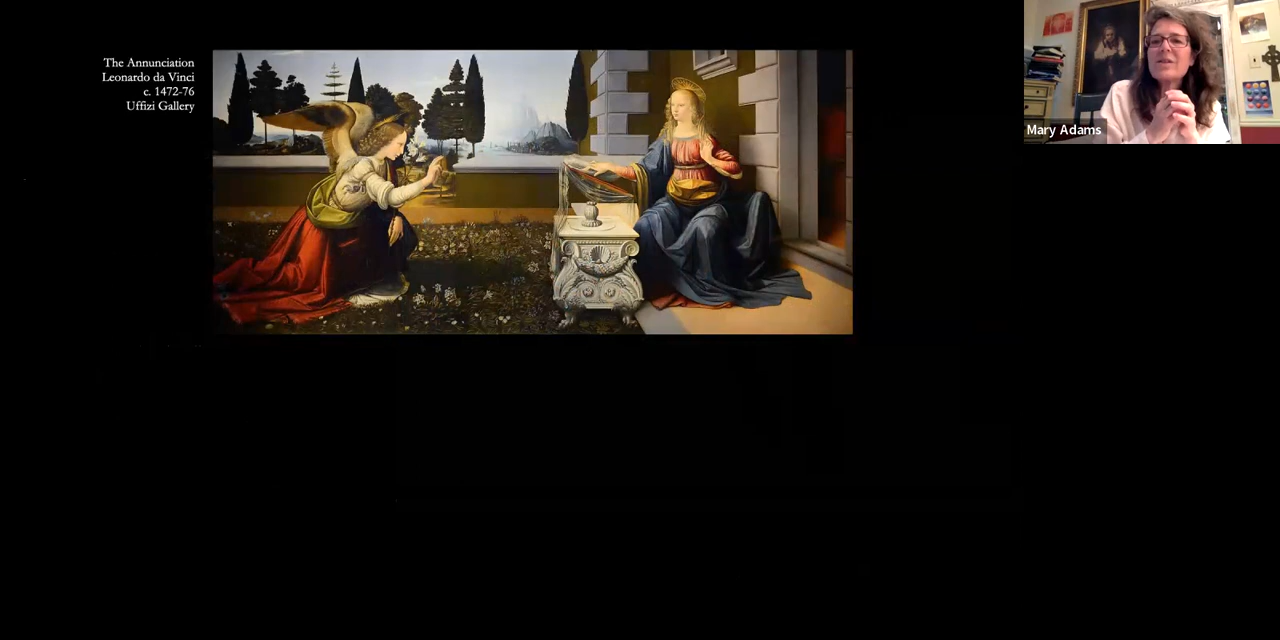 The Annunciation
Leonardo da Vinci
c. 1472-76
Uffizi Gallery
Mary Adams